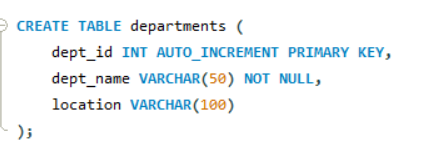 CREATE TABLE departments (
    dept_id INT AUTO_INCREMENT PRIMARY KEY,
    dept_name VARCHAR(50) NOT NULL,
    location VARCHAR(100)
);